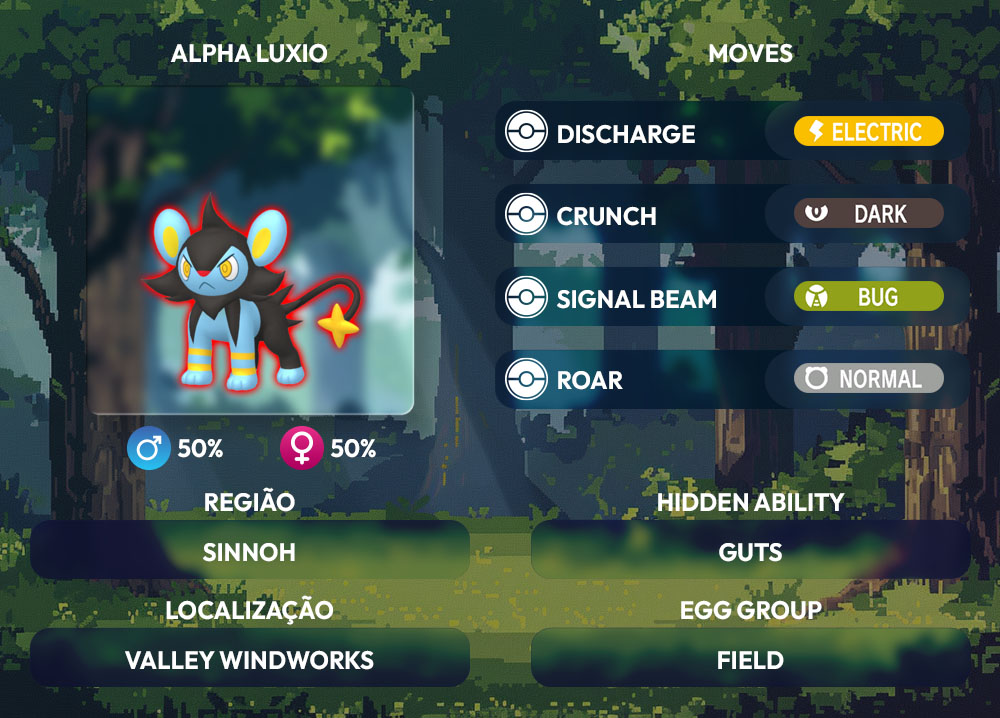 ALPHA LUXIO
50%
50%
MOVES
DISCHARGE
ELECTRIC
CRUNCH
DARK
SIGNAL BEAM
BUG
ROAR
NORMAL
REGIÃO
SINNOH
HIDDEN ABILITY
GUTS
LOCALIZAÇÃO
VALLEY WINDWORKS
EGG GROUP
FIELD